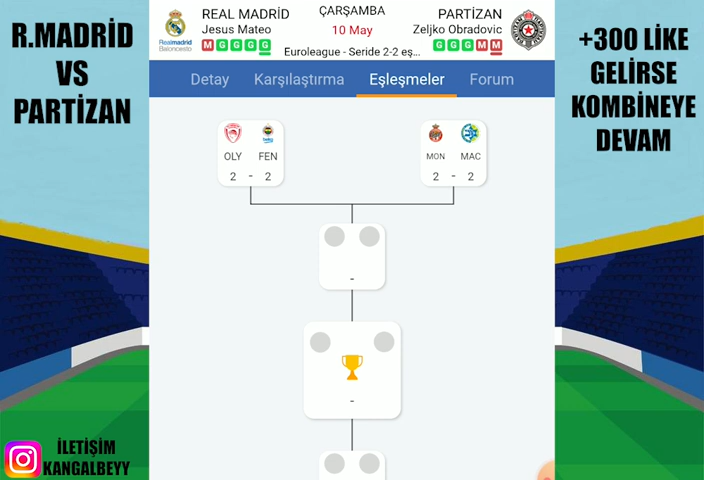 R.MADRİD
VS
PARTİZAN
REAL MADRİD
Jesus Mateo
M G G G G
Realmadrid
Baloncesto
ÇARŞAMBA
10 May
Euroleague - Seride 2-2 eş...
PARTİZAN
Zeljko Obradovic
G G G M M
+300 LİKE
GELİRSE
KOMBİNEYE
DEVAM
Detay Karşılaştırma Eşleşmeler Forum
OLY FEN
2 - 2
MON MAC
2 - 2
-
-
İLETİŞİM
KANGALBEYY